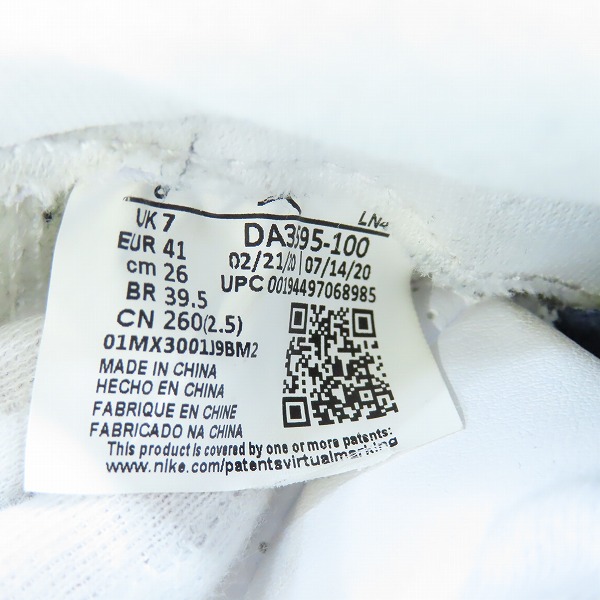 LN4
UK 7
EUR 41
cm 26
BR 39.5
CN 260(2.5)
DA3595-100
02/21/20 07/14/20
UPC 00194497068985
01MX3001J9BM2
MADE IN CHINA
HECHO EN CHINA
FABRIQUE EN CHINE
FABRICADO NA CHINA
This product is covered by one or more patents:
www.nike.com/patentsvirtualmarking